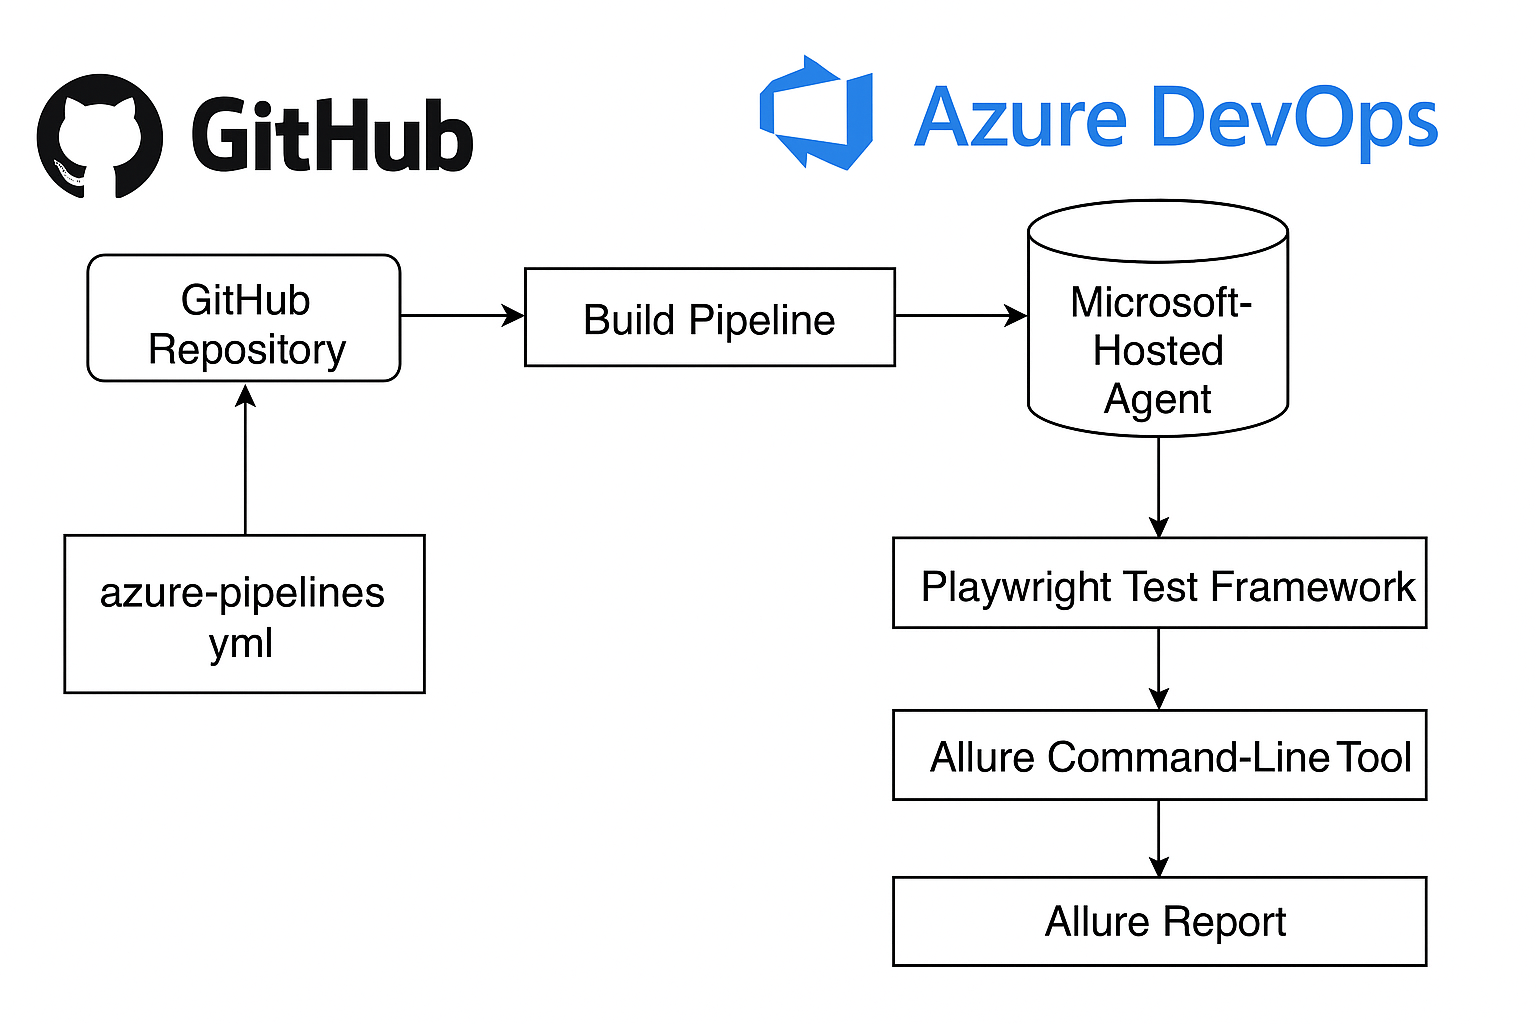 GitHub
Azure DevOps
GitHub
Repository
Build Pipeline
Microsoft-
Hosted
Agent
azure-pipelines
yml
Playwright Test Framework
Allure Command-Line Tool
Allure Report